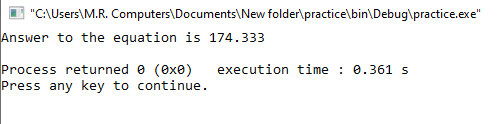 "C:\Users\M.R. Computers\Documents\New folder\practice\bin\Debug\practice.exe"
Answer to the equation is 174.333
Process returned 0 (0x0)   execution time : 0.361 s
Press any key to continue.